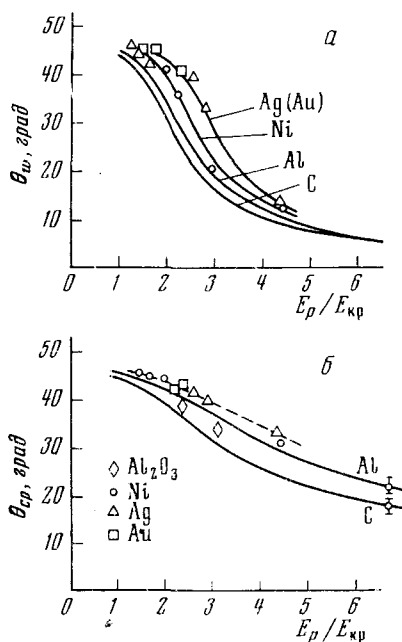 а
50
40
30
20
10
θw, град
Ag(Au)
Ni
Al
C
0 1 2 3 4 5 6
Ep/Eкр
б
50
40
30
20
10
θср, град
◊ Al₂O₃
○ Ni
△ Ag
□ Au
Al
C
0 1 2 3 4 5 6
Ep/Eкр